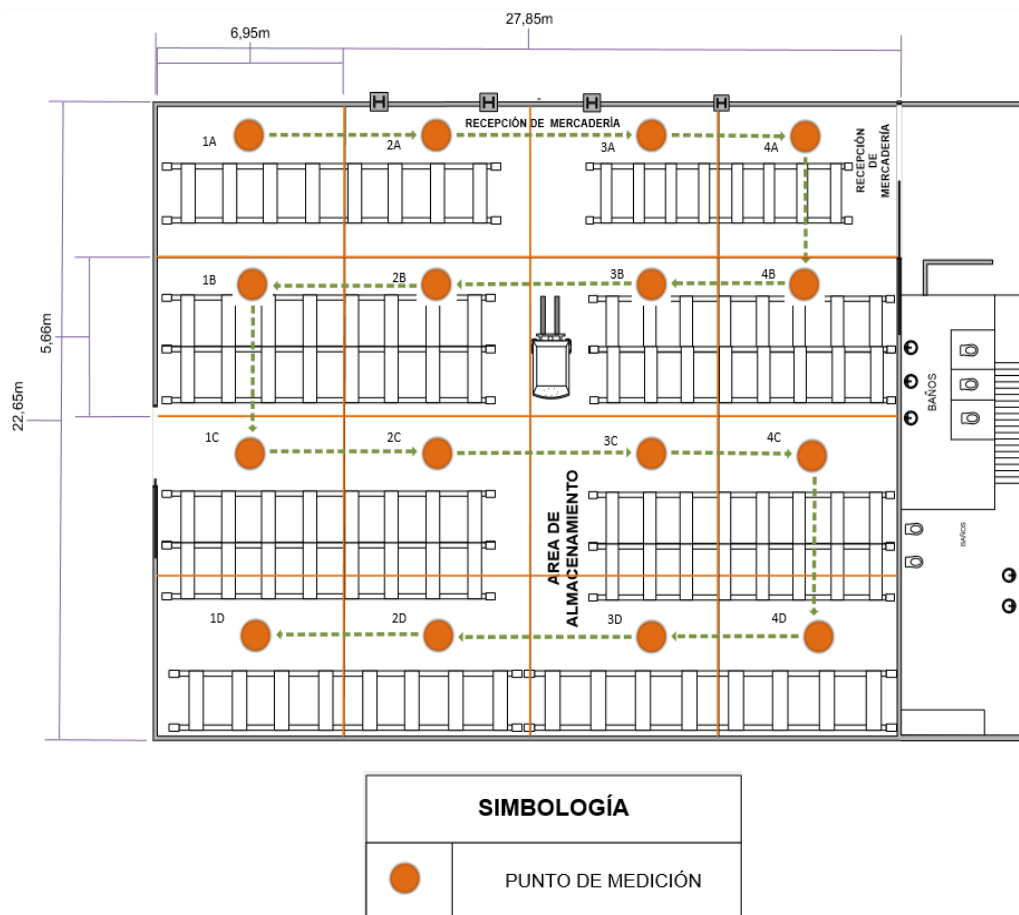 27,85m
6,95m
RECEPCIÓN DE MERCADERÍA
1A
2A
3A
4A
RECEPCIÓN
DE
MERCADERÍA
1B
2B
3B
4B
5,66m
22,65m
BAÑOS
1C
2C
3C
4C
AREA DE
ALMACENAMIENTO
BAÑOS
1D
2D
3D
4D
SIMBOLOGÍA
PUNTO DE MEDICIÓN